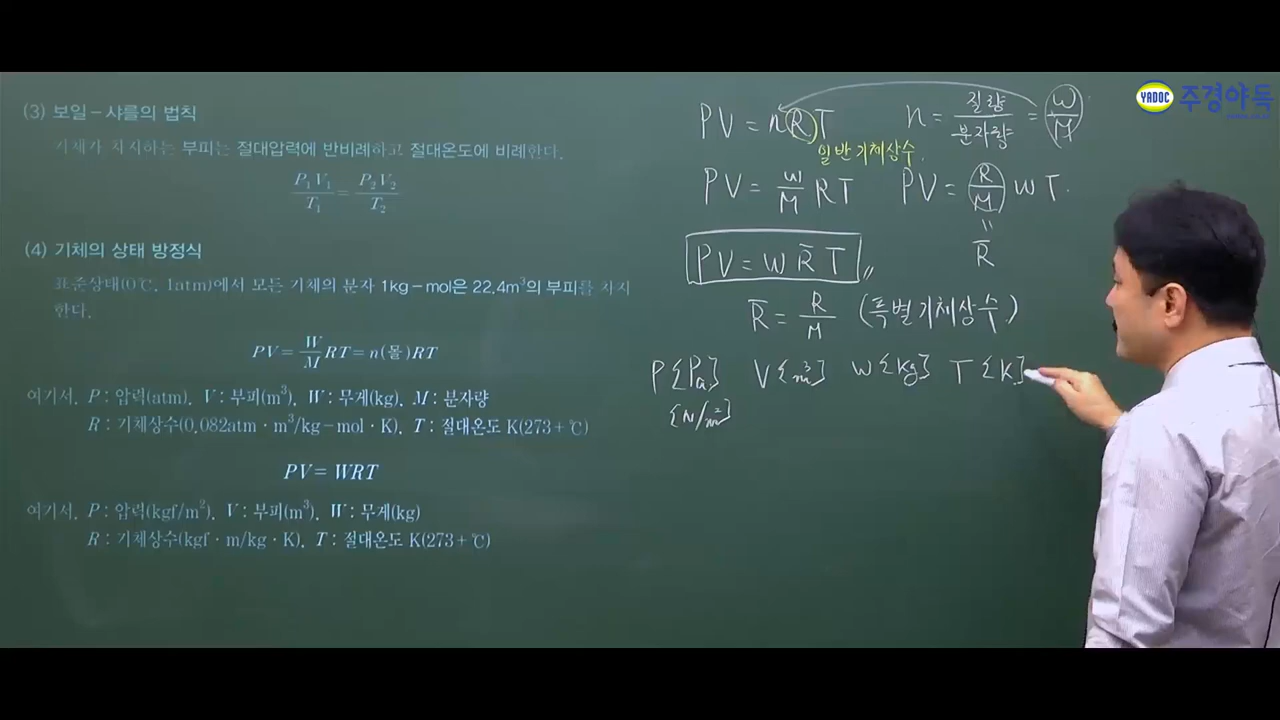 (3) 보일-샤를의 법칙
기체가 차지하는 부피는 절대압력에 반비례하고 절대온도에 비례한다.
P₁V₁/T₁ = P₂V₂/T₂
(4) 기체의 상태 방정식
표준상태(0℃, 1atm)에서 모든 기체의 분자 1kg-mol은 22.4m³의 부피를 차지
한다.
PV = W/M RT = n(몰)RT
여기서, P : 압력(atm), V : 부피(m³), W : 무게(kg), M : 분자량
R : 기체상수(0.082atm·m³/kg-mol·K), T : 절대온도 K(273+℃)
PV = WRT
여기서, P : 압력(kgf/m²), V : 부피(m³), W : 무게(kg)
R : 기체상수(kgf·m/kg·K), T : 절대온도 K(273+℃)
PV = nRT n = 질량/분자량 = W/M
일반기체상수.
PV = W/M RT PV = R/M W T.
"
R̄
PV = W R̄ T 〃
R̄ = R/M (특별기체상수)
P[Pa] V[m³] W[kg] T[K]
[N/m²]
YADOC 주경야독